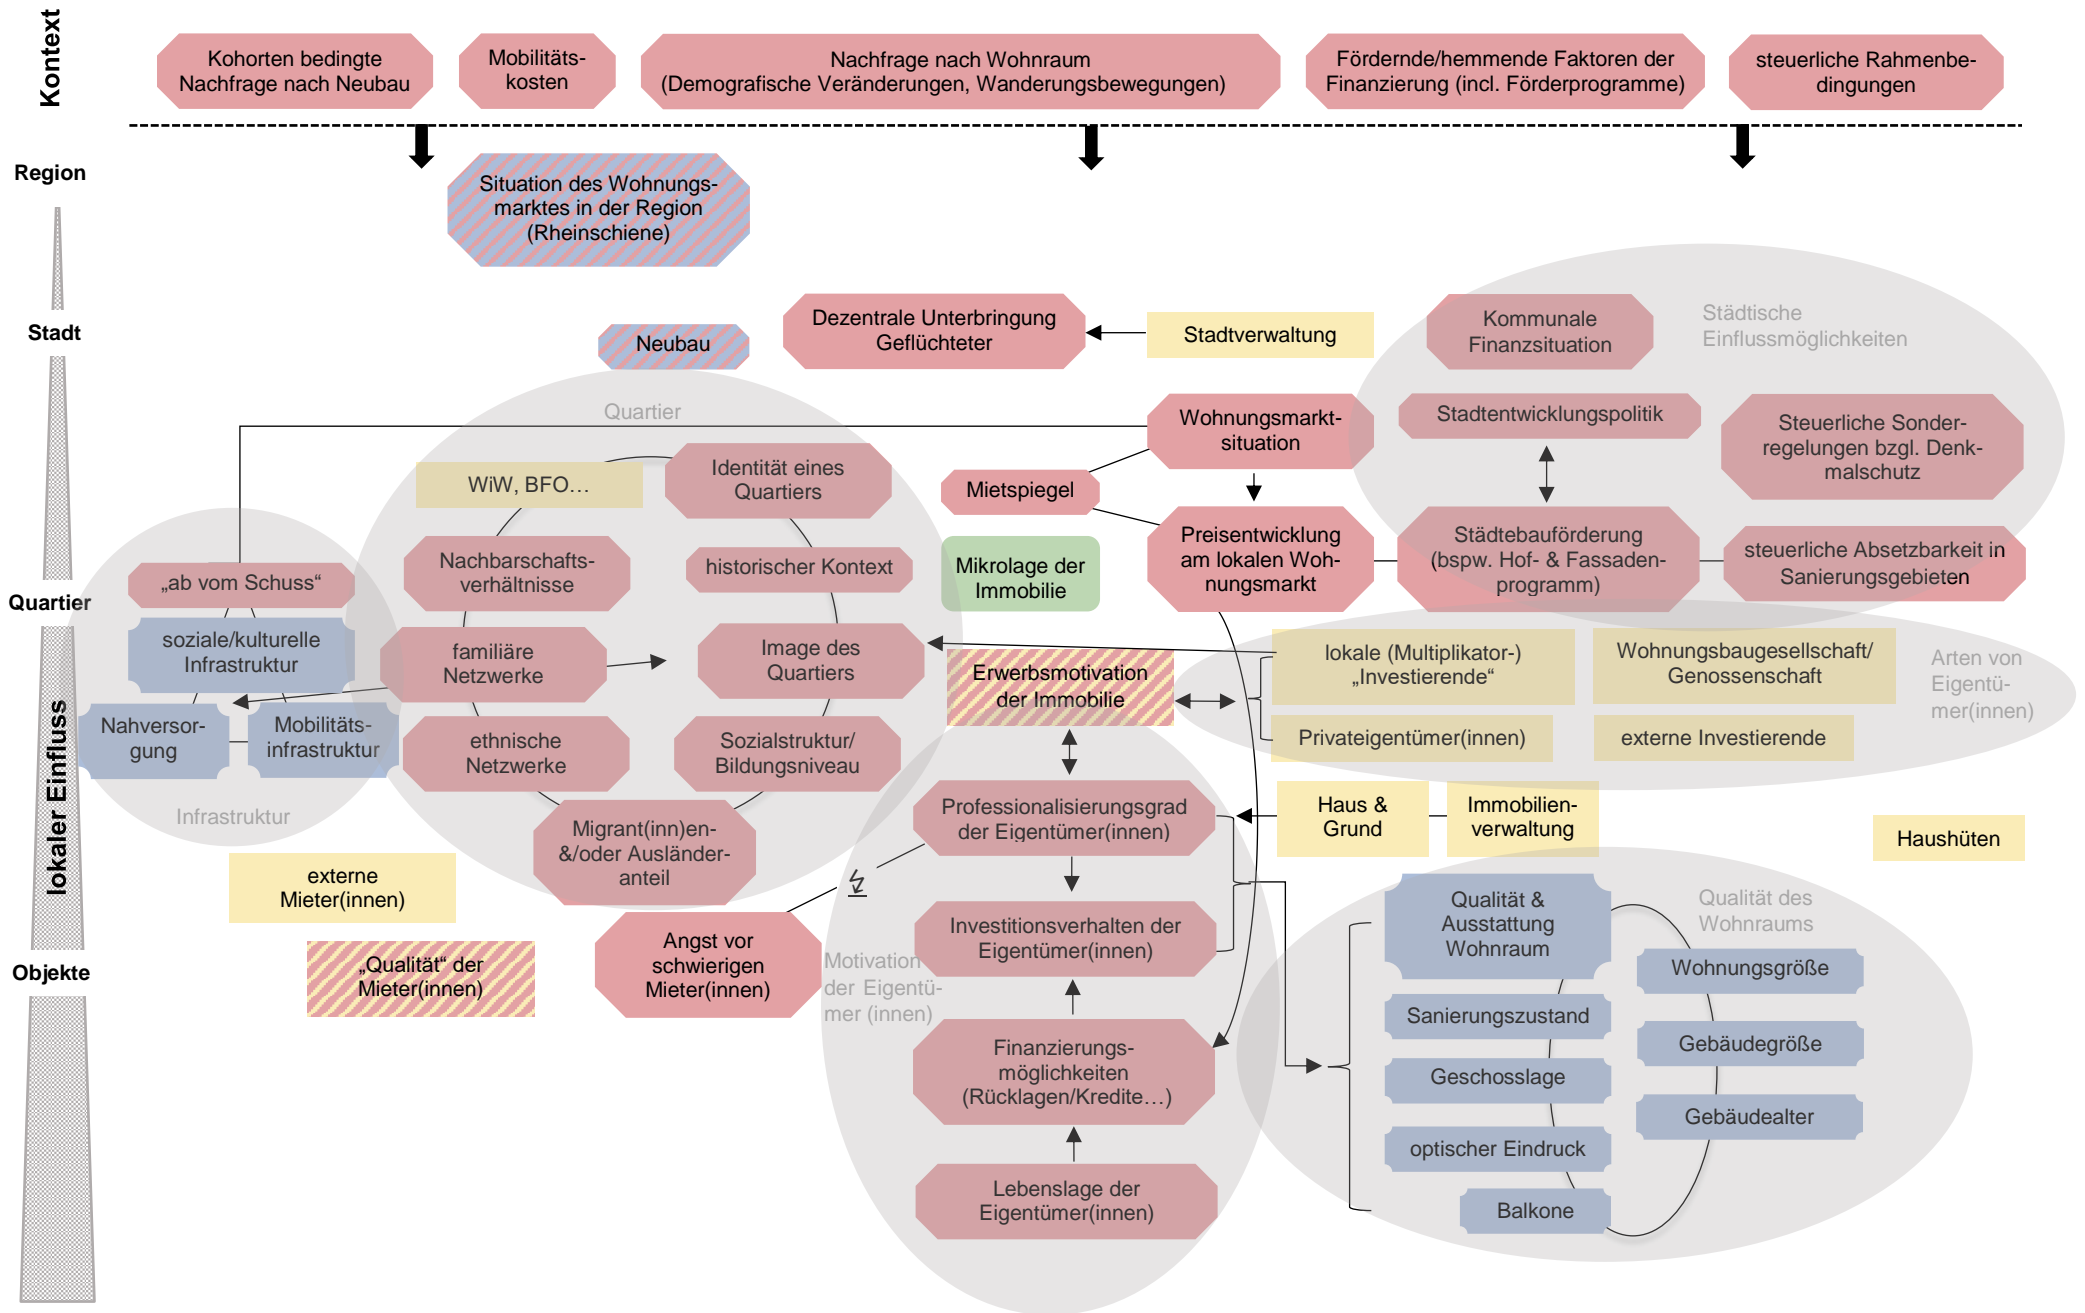 Kontext
Kohorten bedingte
Nachfrage nach Neubau
Mobilitäts-
kosten
Nachfrage nach Wohnraum
(Demografische Veränderungen, Wanderungsbewegungen)
Fördernde/hemmende Faktoren der
Finanzierung (incl. Förderprogramme)
steuerliche Rahmenbe-
dingungen
Region
Situation des Wohnungs-
marktes in der Region
(Rheinschiene)
Stadt
Neubau
Dezentrale Unterbringung
Geflüchteter
Stadtverwaltung
Kommunale
Finanzsituation
Städtische
Einflussmöglichkeiten
Quartier
Wohnungsmarkt-
situation
Stadtentwicklungspolitik
Steuerliche Sonder-
regelungen bzgl. Denk-
malschutz
WiW, BFO…
Identität eines
Quartiers
Mietspiegel
Nachbarschafts-
verhältnisse
historischer Kontext
Mikrolage der
Immobilie
Preisentwicklung
am lokalen Woh-
nungsmarkt
Städtebauförderung
(bspw. Hof- & Fassaden-
programm)
steuerliche Absetzbarkeit in
Sanierungsgebieten
Quartier
„ab vom Schuss“
soziale/kulturelle
Infrastruktur
familiäre
Netzwerke
Image des
Quartiers
Erwerbsmotivation
der Immobilie
lokale (Multiplikator-)
„Investierende“
Wohnungsbaugesellschaft/
Genossenschaft
Arten von
Eigentü-
mer(innen)
Nahversor-
gung
Mobilitäts-
infrastruktur
ethnische
Netzwerke
Sozialstruktur/
Bildungsniveau
Privateigentümer(innen)
externe Investierende
lokaler Einfluss
Infrastruktur
Migrant(inn)en-
&/oder Ausländer-
anteil
Professionalisierungsgrad
der Eigentümer(innen)
Haus &
Grund
Immobilien-
verwaltung
Haushüten
externe
Mieter(innen)
Objekte
„Qualität“ der
Mieter(innen)
Angst vor
schwierigen
Mieter(innen)
Motivation
der Eigentü-
mer (innen)
Investitionsverhalten der
Eigentümer(innen)
Qualität &
Ausstattung
Wohnraum
Qualität des
Wohnraums
Wohnungsgröße
Sanierungszustand
Gebäudegröße
Finanzierungs-
möglichkeiten
(Rücklagen/Kredite…)
Geschosslage
Gebäudealter
optischer Eindruck
Lebenslage der
Eigentümer(innen)
Balkone